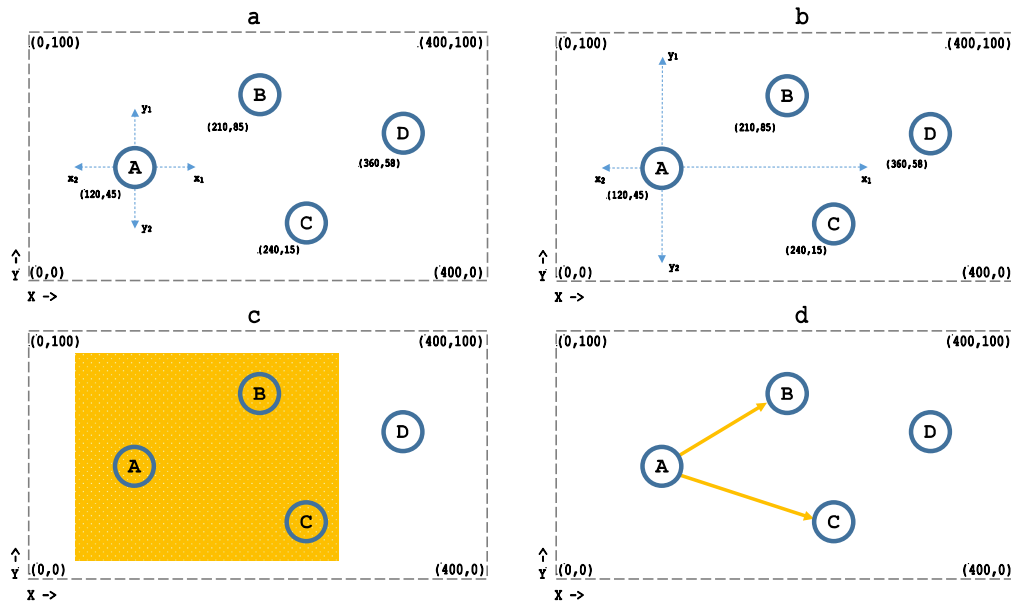 a
(0,100)
(400,100)
B
(210,85)
y₁
D
(360,58)
A
x₂
x₁
(120,45)
y₂
C
(240,15)
Y ->
(0,0)
(400,0)
X ->
b
(0,100)
(400,100)
y₁
B
(210,85)
D
(360,58)
A
x₂
x₁
(120,45)
C
(240,15)
y₂
Y ->
(0,0)
(400,0)
X ->
c
(0,100)
(400,100)
B
D
A
C
Y ->
(0,0)
(400,0)
X ->
d
(0,100)
(400,100)
B
D
A
C
Y ->
(0,0)
(400,0)
X ->